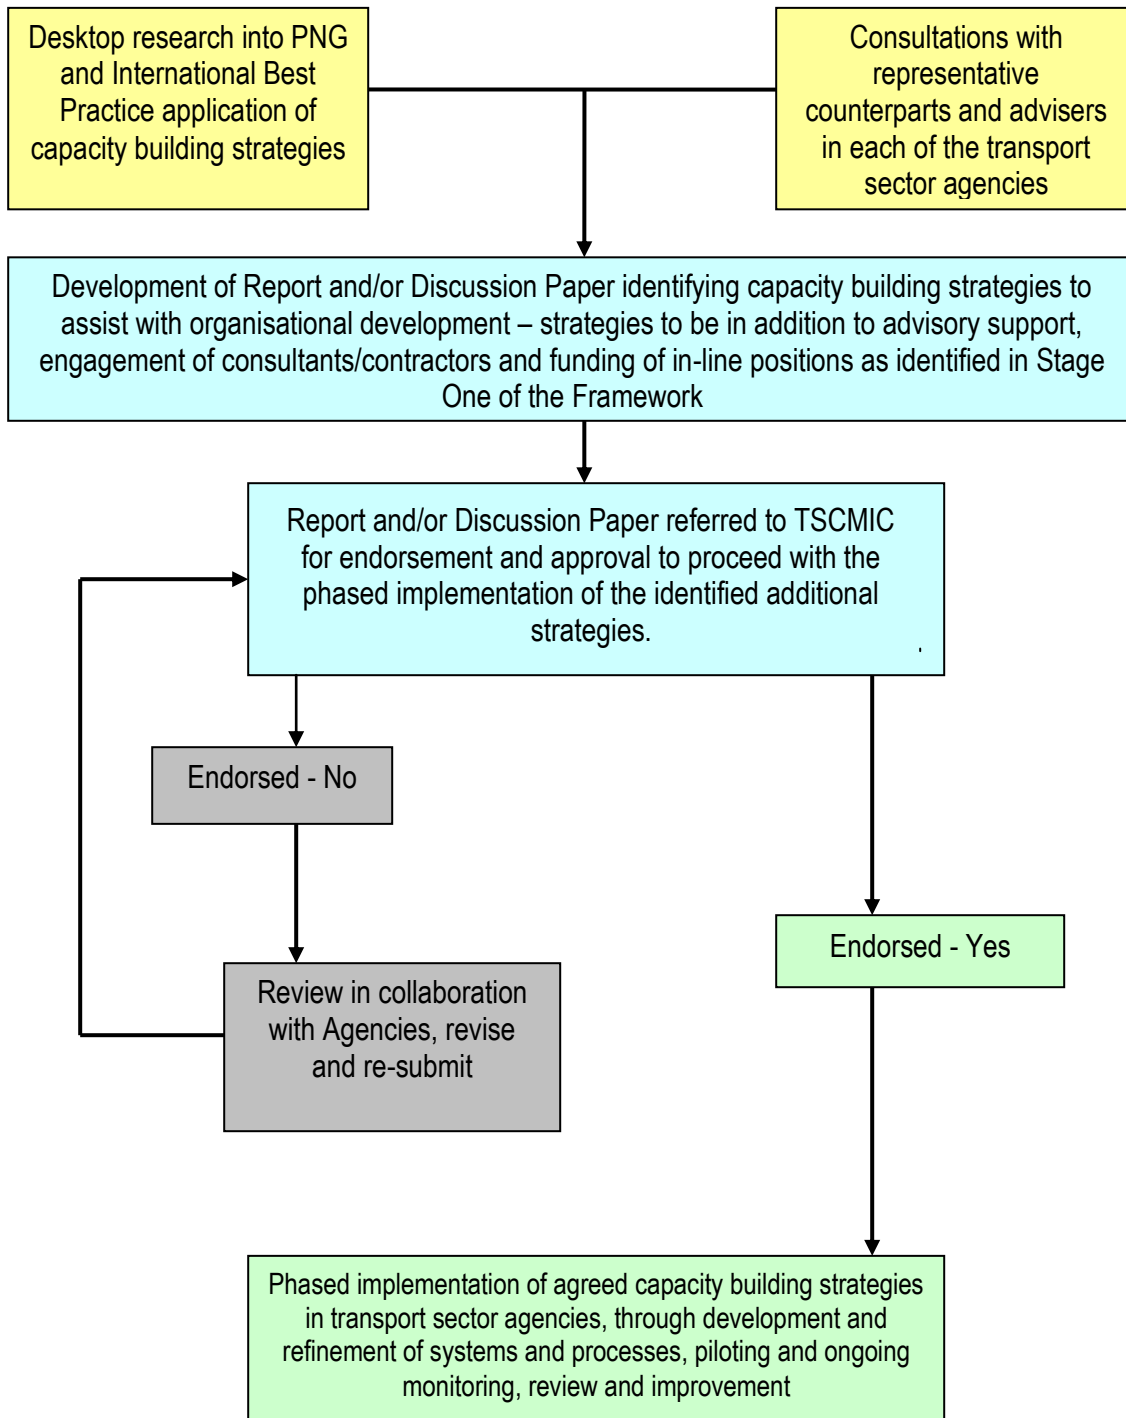 Desktop research into PNG
and International Best
Practice application of
capacity building strategies
Consultations with
representative
counterparts and advisers
in each of the transport
sector agencies
Development of Report and/or Discussion Paper identifying capacity building strategies to
assist with organisational development – strategies to be in addition to advisory support,
engagement of consultants/contractors and funding of in-line positions as identified in Stage
One of the Framework
Report and/or Discussion Paper referred to TSCMIC
for endorsement and approval to proceed with the
phased implementation of the identified additional
strategies.
Endorsed - No
Endorsed - Yes
Review in collaboration
with Agencies, revise
and re-submit
Phased implementation of agreed capacity building strategies
in transport sector agencies, through development and
refinement of systems and processes, piloting and ongoing
monitoring, review and improvement